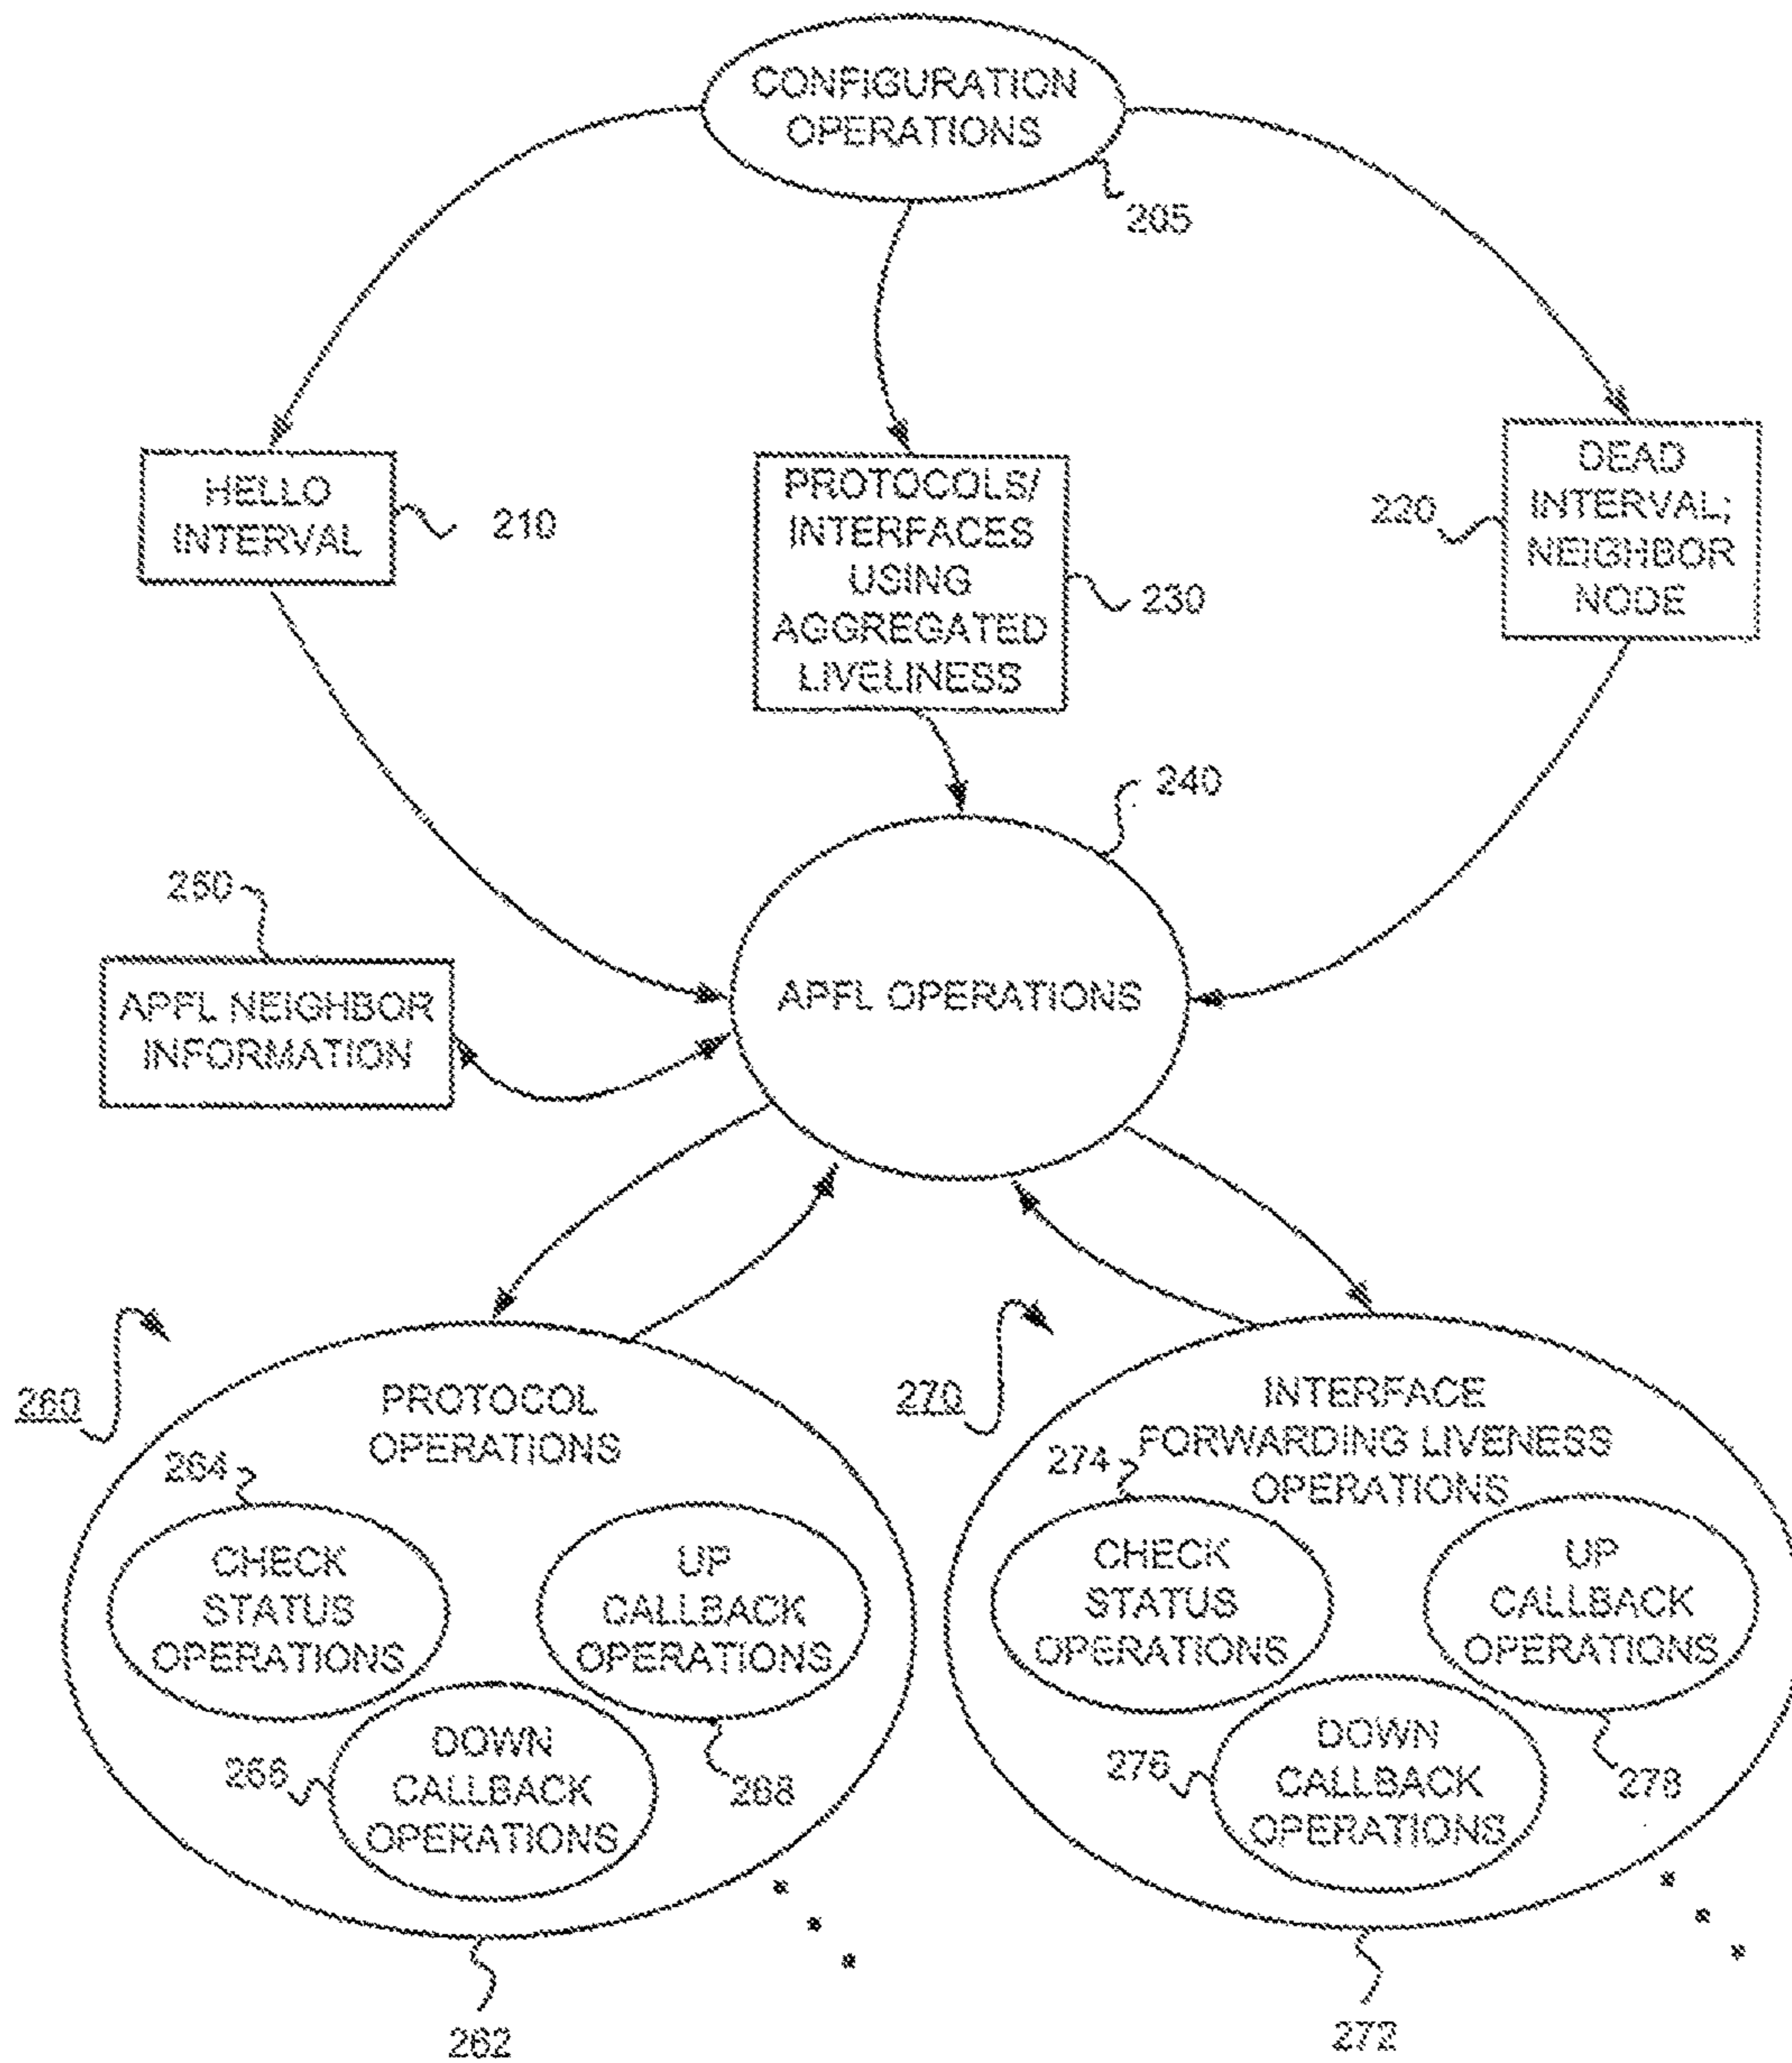 CONFIGURATION
OPERATIONS
205
HELLO
INTERVAL
210
PROTOCOLS/
INTERFACES
USING
AGGREGATED
LIVELINESS
230
DEAD
INTERVAL;
NEIGHBOR
NODE
220
240
APFL OPERATIONS
250
APFL NEIGHBOR
INFORMATION
260
PROTOCOL
OPERATIONS
264
CHECK
STATUS
OPERATIONS
UP
CALLBACK
OPERATIONS
268
DOWN
CALLBACK
OPERATIONS
266
262
270
INTERFACE
FORWARDING LIVENESS
OPERATIONS
274
CHECK
STATUS
OPERATIONS
UP
CALLBACK
OPERATIONS
278
DOWN
CALLBACK
OPERATIONS
276
272